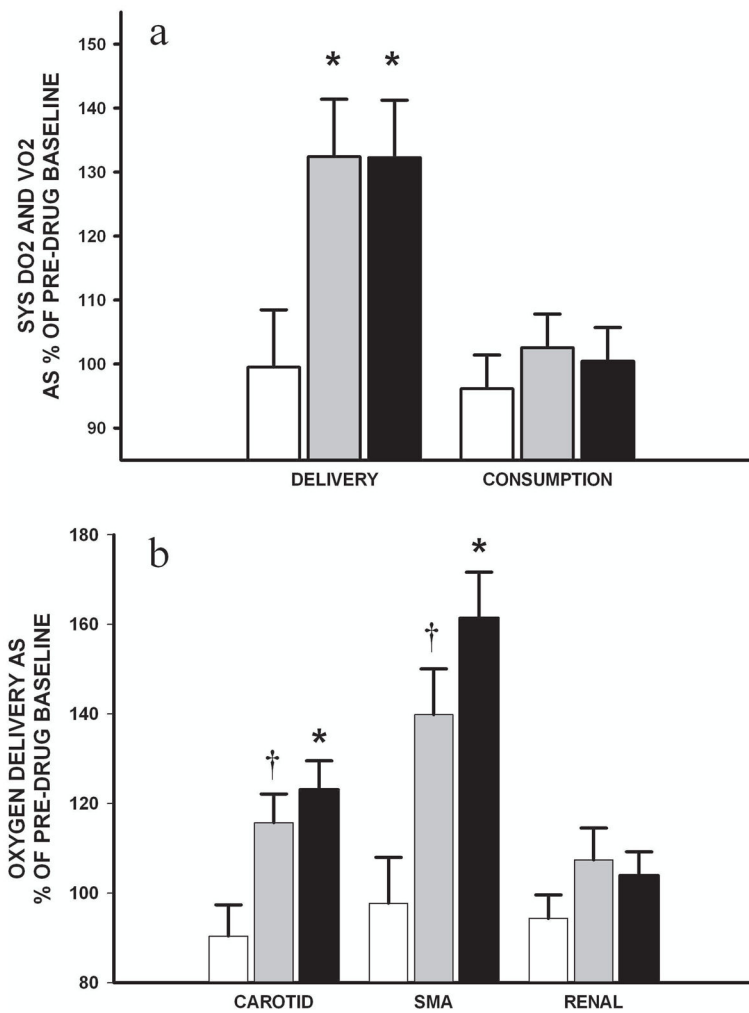 a
SYS DO2 AND VO2
AS % OF PRE-DRUG BASELINE
150
140
130
120
110
100
90
* *
DELIVERY CONSUMPTION
b
OXYGEN DELIVERY AS
% OF PRE-DRUG BASELINE
180
160
140
120
100
80
† * † *
CAROTID SMA RENAL